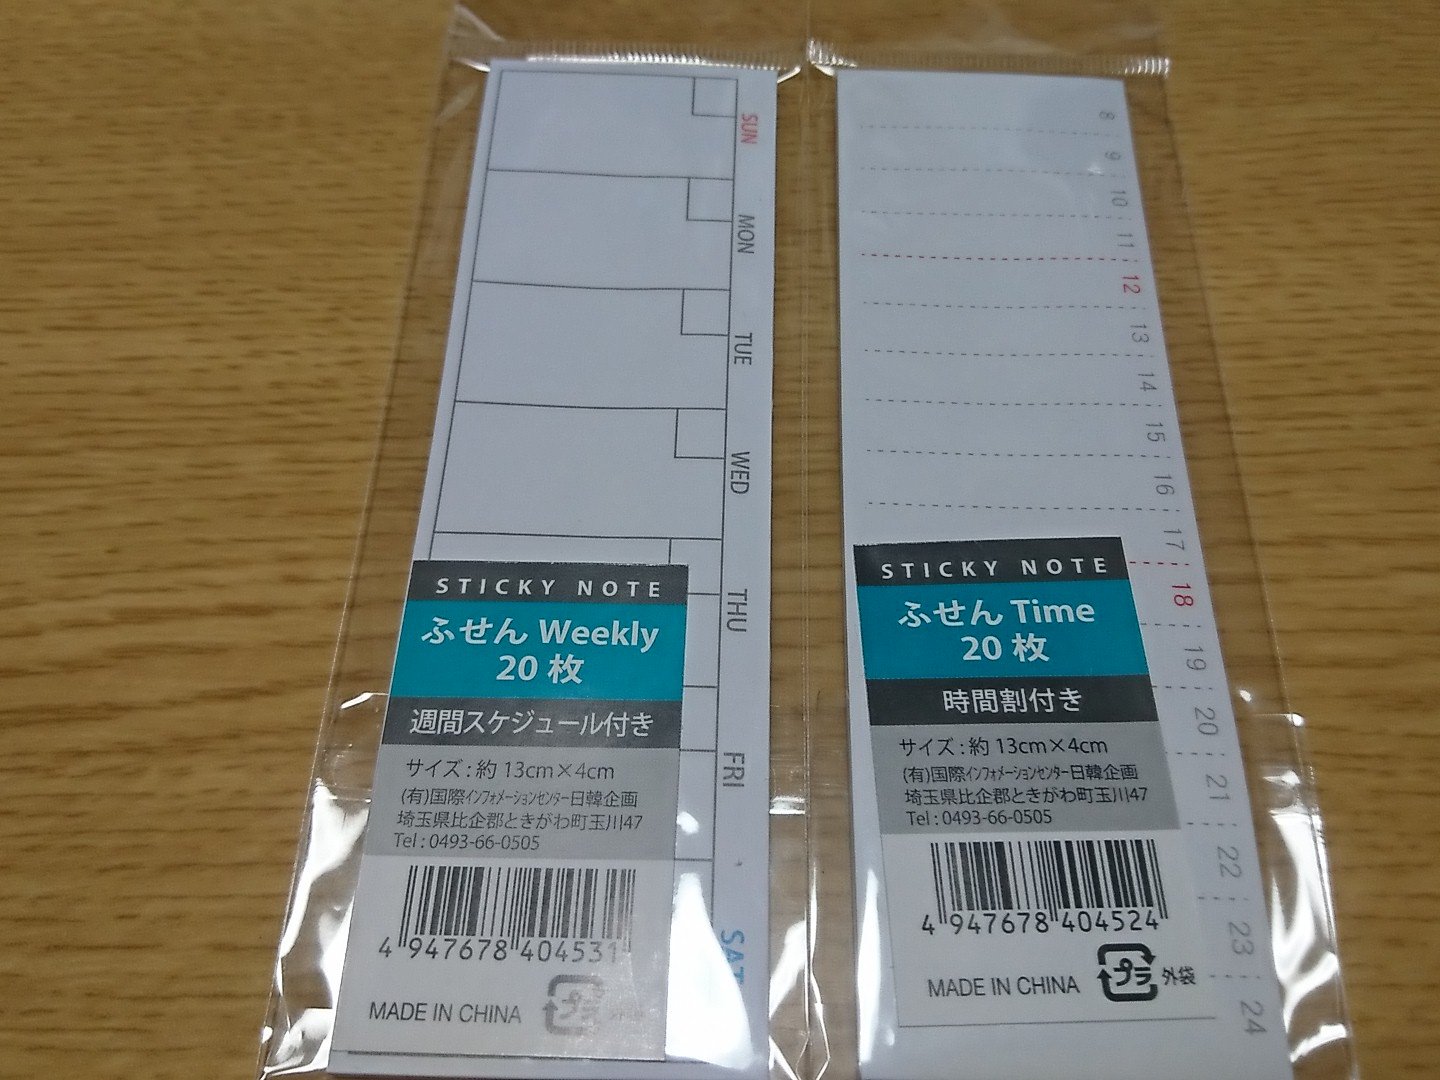 SUN
MON
TUE
WED
THU
FRI
SAT
STICKY NOTE
ふせん Weekly
20 枚
週間スケジュール付き
サイズ : 約 13cm×4cm
(有)国際インフォメーションセンター日韓企画
埼玉県比企郡ときがわ町玉川47
Tel : 0493-66-0505
4 947678 404531
MADE IN CHINA
プラ
外袋
8
9
10
11
12
13
14
15
16
17
18
19
20
21
22
23
24
STICKY NOTE
ふせん Time
20 枚
時間割付き
サイズ : 約 13cm×4cm
(有)国際インフォメーションセンター日韓企画
埼玉県比企郡ときがわ町玉川47
Tel : 0493-66-0505
4 947678 404524
MADE IN CHINA
プラ
外袋